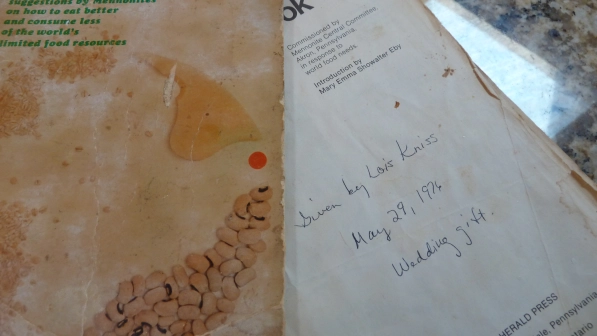 suggestions by Mennonites
on how to eat better
and consume less
of the world's
limited food resources
ok
Commissioned by
Mennonite Central Committee,
Akron, Pennsylvania,
in response to
world food needs.
Introduction by
Mary Emma Showalter Eby
Given by Lois Kniss
May 29, 1976
Wedding gift.
HERALD PRESS
Pennsylvania
Ontario